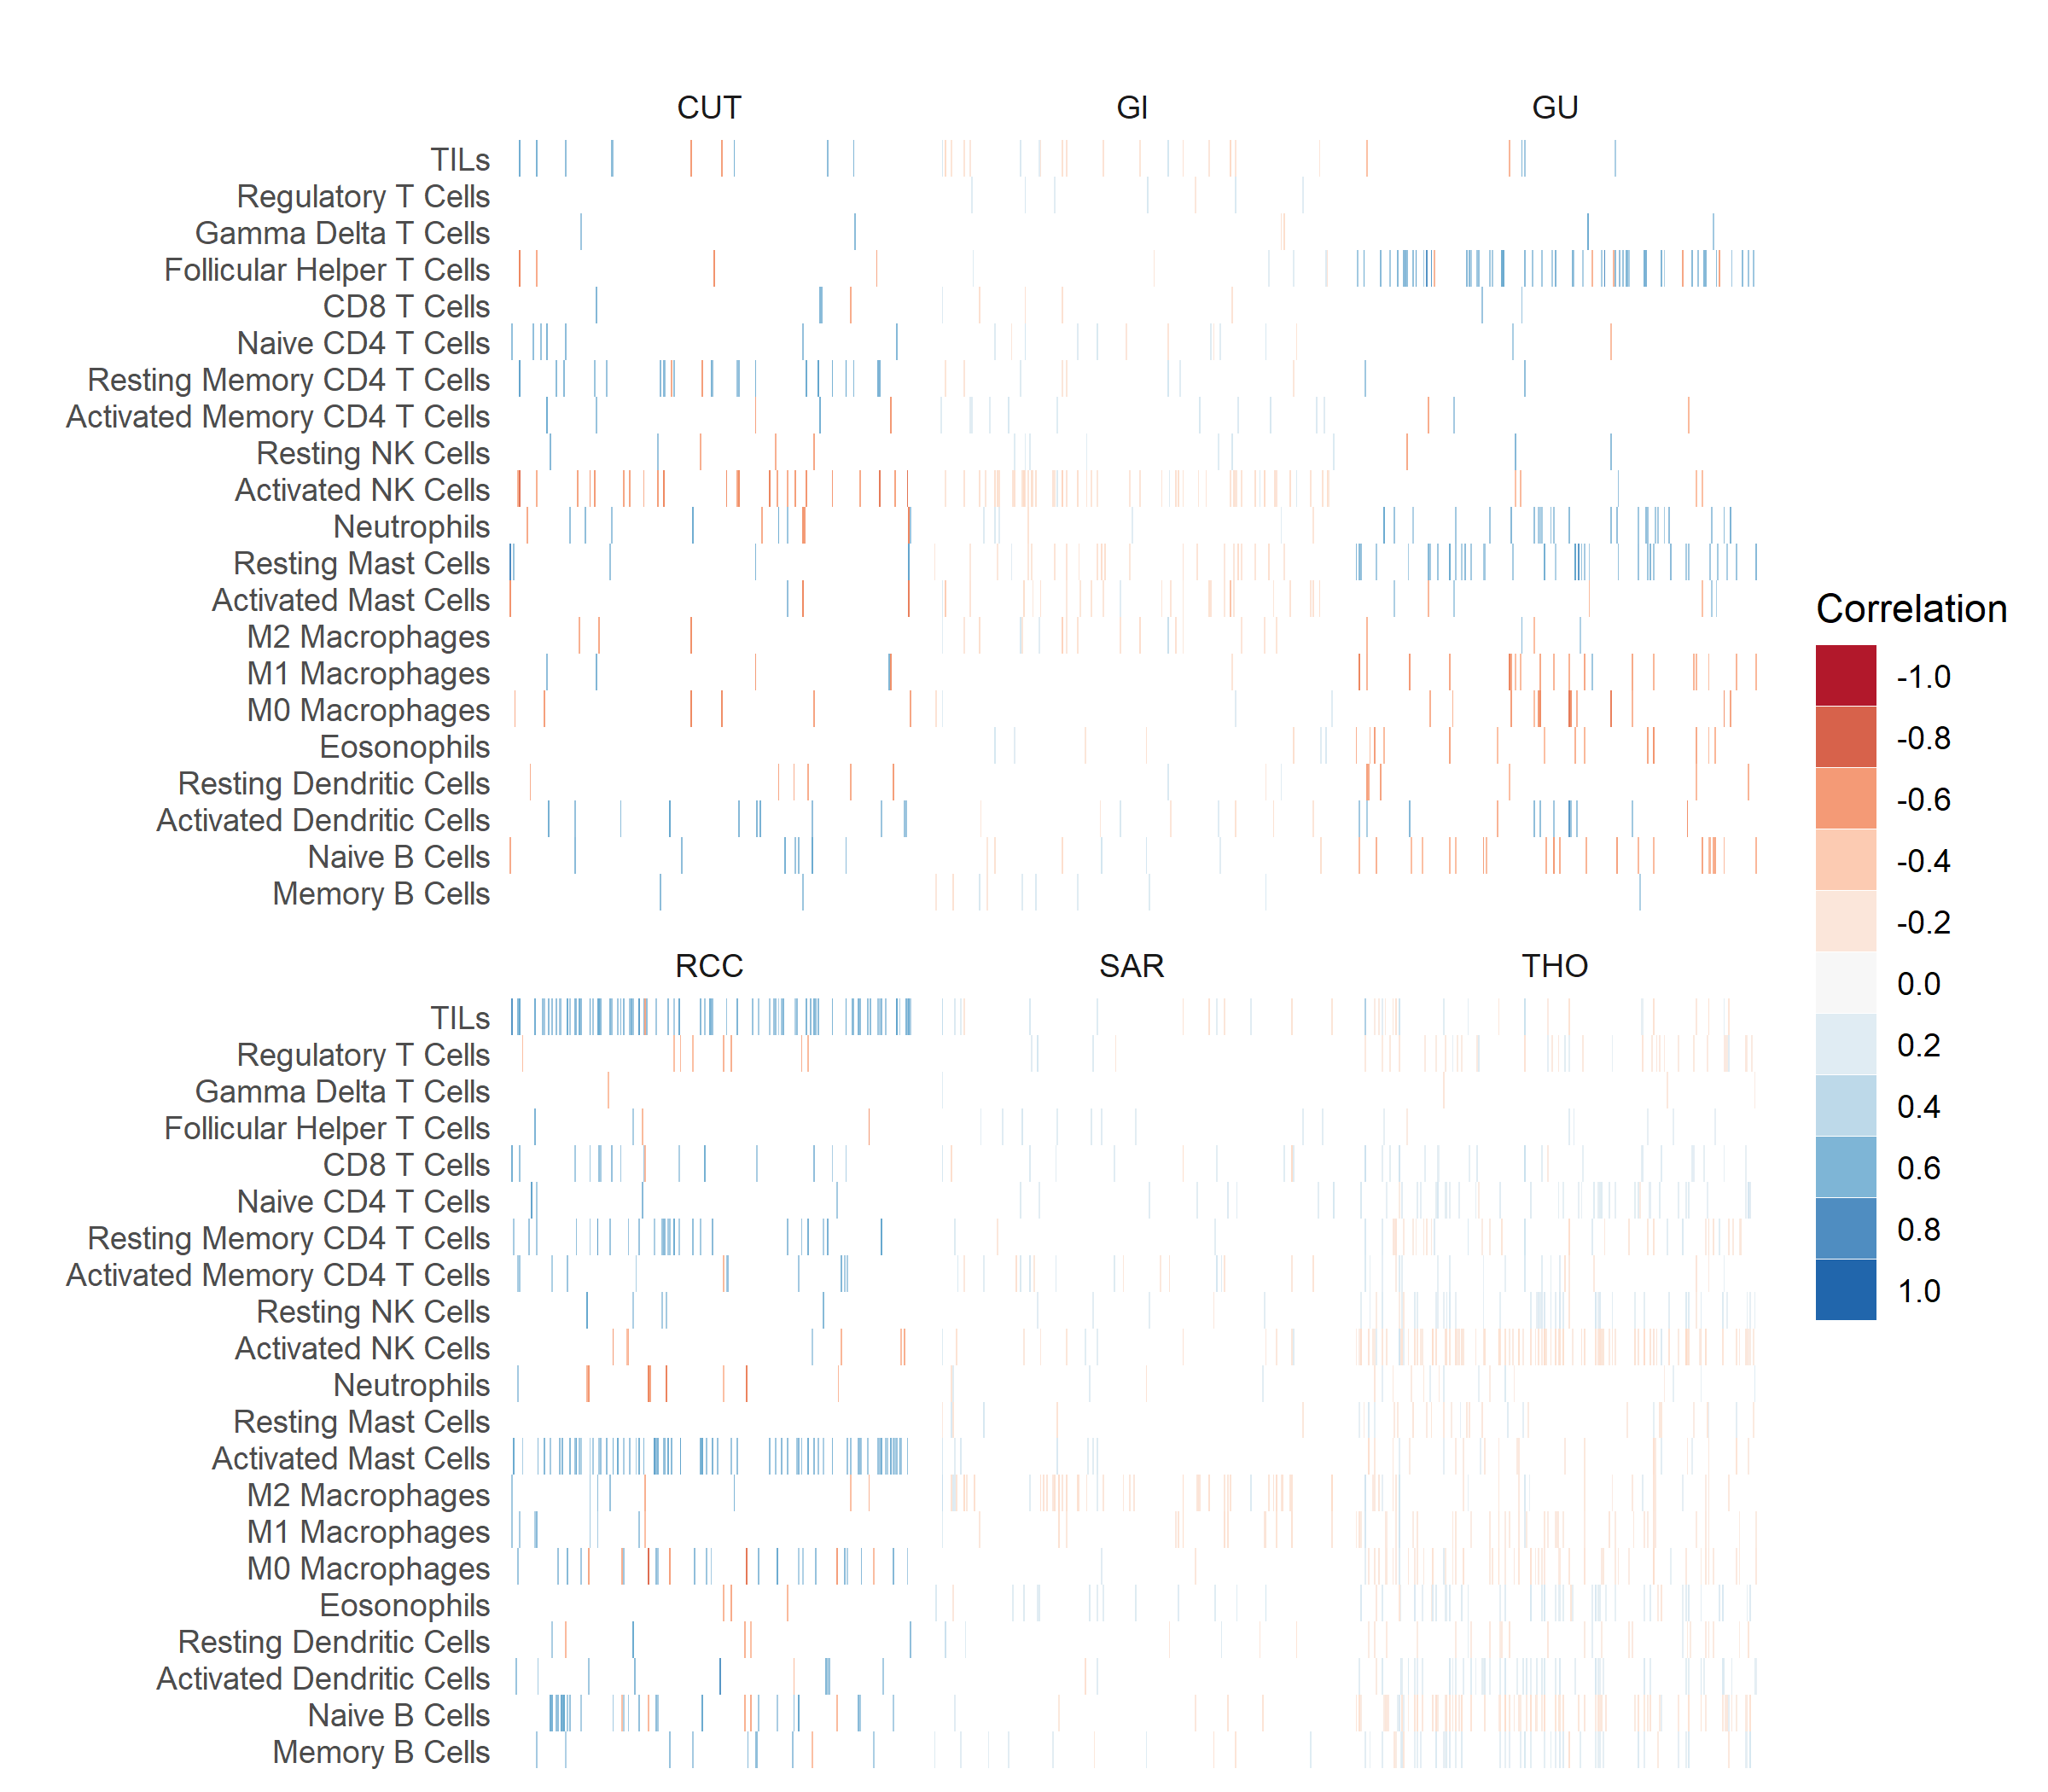 CUT GI GU
TILs
Regulatory T Cells
Gamma Delta T Cells
Follicular Helper T Cells
CD8 T Cells
Naive CD4 T Cells
Resting Memory CD4 T Cells
Activated Memory CD4 T Cells
Resting NK Cells
Activated NK Cells
Neutrophils
Resting Mast Cells
Activated Mast Cells
M2 Macrophages
M1 Macrophages
M0 Macrophages
Eosonophils
Resting Dendritic Cells
Activated Dendritic Cells
Naive B Cells
Memory B Cells
RCC SAR THO
TILs
Regulatory T Cells
Gamma Delta T Cells
Follicular Helper T Cells
CD8 T Cells
Naive CD4 T Cells
Resting Memory CD4 T Cells
Activated Memory CD4 T Cells
Resting NK Cells
Activated NK Cells
Neutrophils
Resting Mast Cells
Activated Mast Cells
M2 Macrophages
M1 Macrophages
M0 Macrophages
Eosonophils
Resting Dendritic Cells
Activated Dendritic Cells
Naive B Cells
Memory B Cells
Correlation
-1.0
-0.8
-0.6
-0.4
-0.2
0.0
0.2
0.4
0.6
0.8
1.0